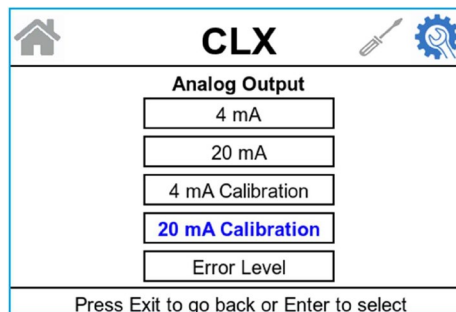 CLX
Analog Output
4 mA
20 mA
4 mA Calibration
20 mA Calibration
Error Level
Press Exit to go back or Enter to select